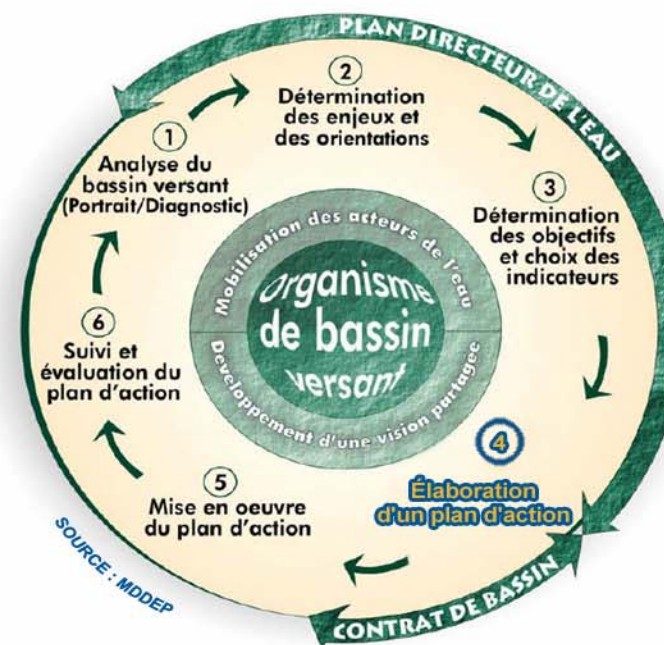 PLAN DIRECTEUR DE L'EAU
1
Analyse du
bassin versant
(Portrait/Diagnostic)
2
Détermination
des enjeux et
des orientations
3
Détermination
des objectifs
et choix des
indicateurs
4
Élaboration
d'un plan d'action
5
Mise en oeuvre
du plan d'action
6
Suivi et
évaluation du
plan d'action
Mobilisation des acteurs de l'eau
Organisme
de bassin
versant
Developpement d'une vision partagée
CONTRAT DE BASSIN
SOURCE : MDDEP